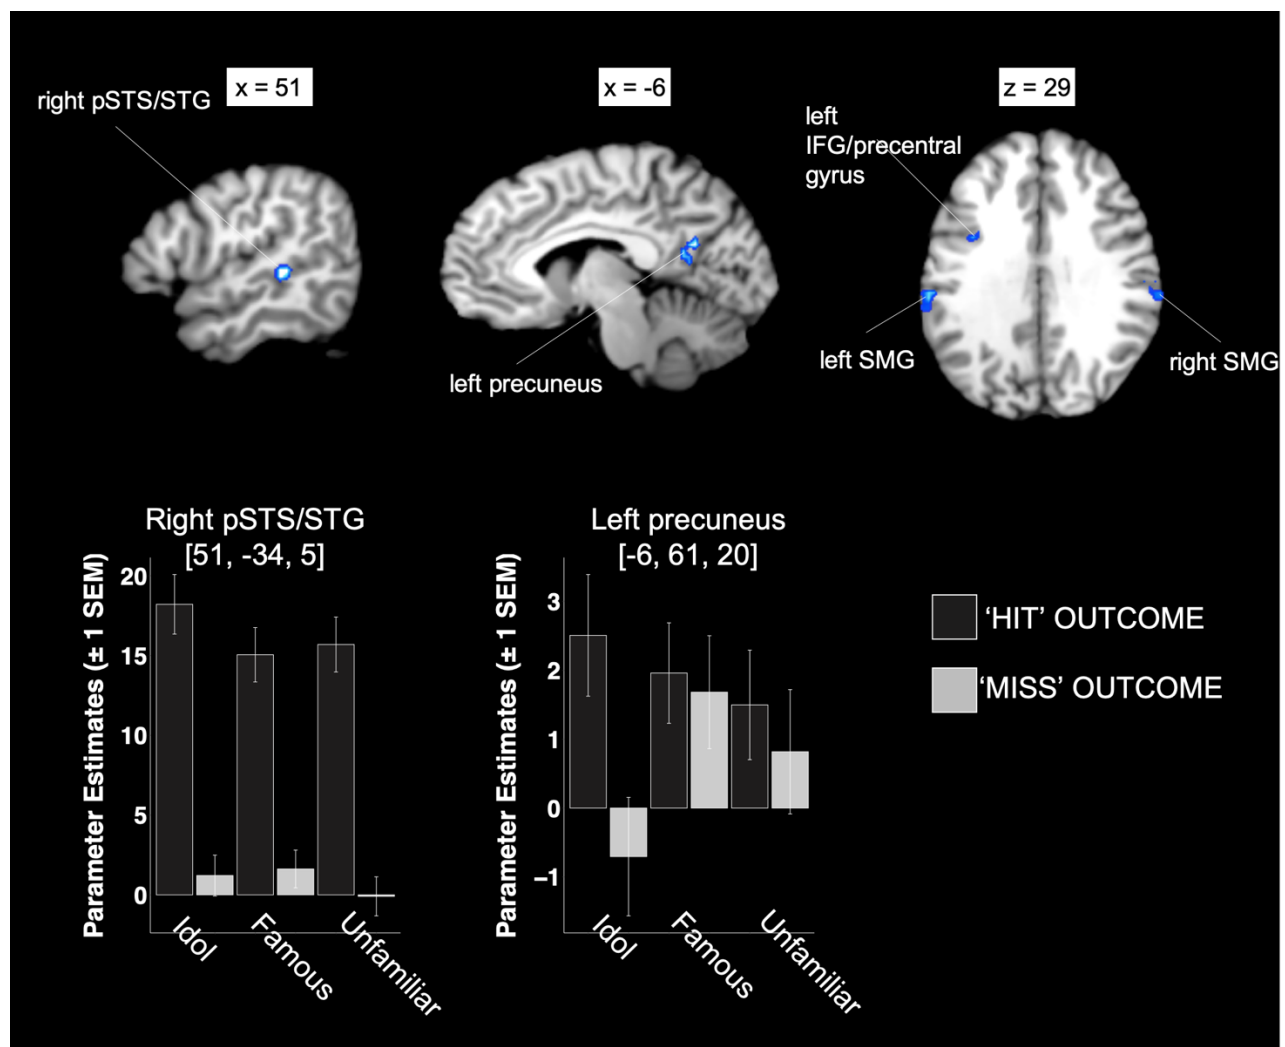 x = 51
x = -6
z = 29
right pSTS/STG
left
IFG/precentral
gyrus
left precuneus
left SMG
right SMG
Right pSTS/STG
[51, -34, 5]
Parameter Estimates (± 1 SEM)
20
15
10
5
0
Idol
Famous
Unfamiliar
Left precuneus
[-6, 61, 20]
Parameter Estimates (± 1 SEM)
3
2
1
0
−1
Idol
Famous
Unfamiliar
‘HIT’ OUTCOME
‘MISS’ OUTCOME